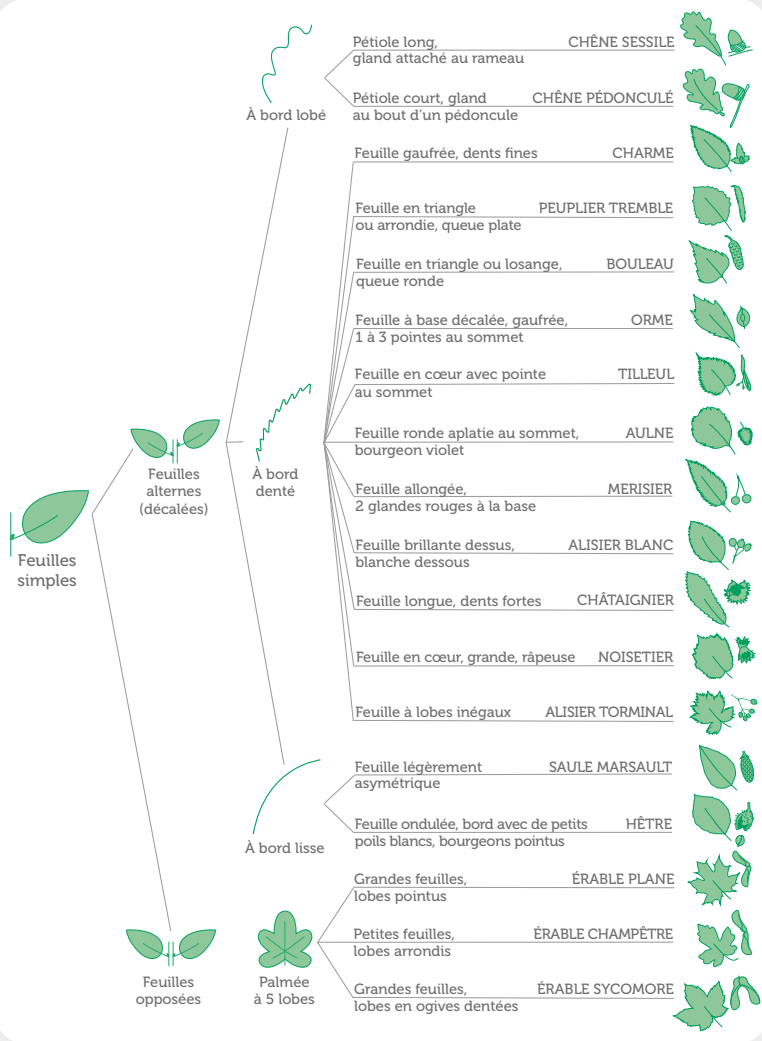 Feuilles
simples
Feuilles
alternes
(décalées)
À bord lobé
Pétiole long, CHÊNE SESSILE
gland attaché au rameau
Pétiole court, gland CHÊNE PÉDONCULÉ
au bout d'un pédoncule
À bord
denté
Feuille gaufrée, dents fines CHARME
Feuille en triangle PEUPLIER TREMBLE
ou arrondie, queue plate
Feuille en triangle ou losange, BOULEAU
queue ronde
Feuille à base décalée, gaufrée, ORME
1 à 3 pointes au sommet
Feuille en cœur avec pointe TILLEUL
au sommet
Feuille ronde aplatie au sommet, AULNE
bourgeon violet
Feuille allongée, MERISIER
2 glandes rouges à la base
Feuille brillante dessus, ALISIER BLANC
blanche dessous
Feuille longue, dents fortes CHÂTAIGNIER
Feuille en cœur, grande, râpeuse NOISETIER
Feuille à lobes inégaux ALISIER TORMINAL
À bord lisse
Feuille légèrement SAULE MARSAULT
asymétrique
Feuille ondulée, bord avec de petits HÊTRE
poils blancs, bourgeons pointus
Feuilles
opposées
Palmée
à 5 lobes
Grandes feuilles, ÉRABLE PLANE
lobes pointus
Petites feuilles, ÉRABLE CHAMPÊTRE
lobes arrondis
Grandes feuilles, ÉRABLE SYCOMORE
lobes en ogives dentées